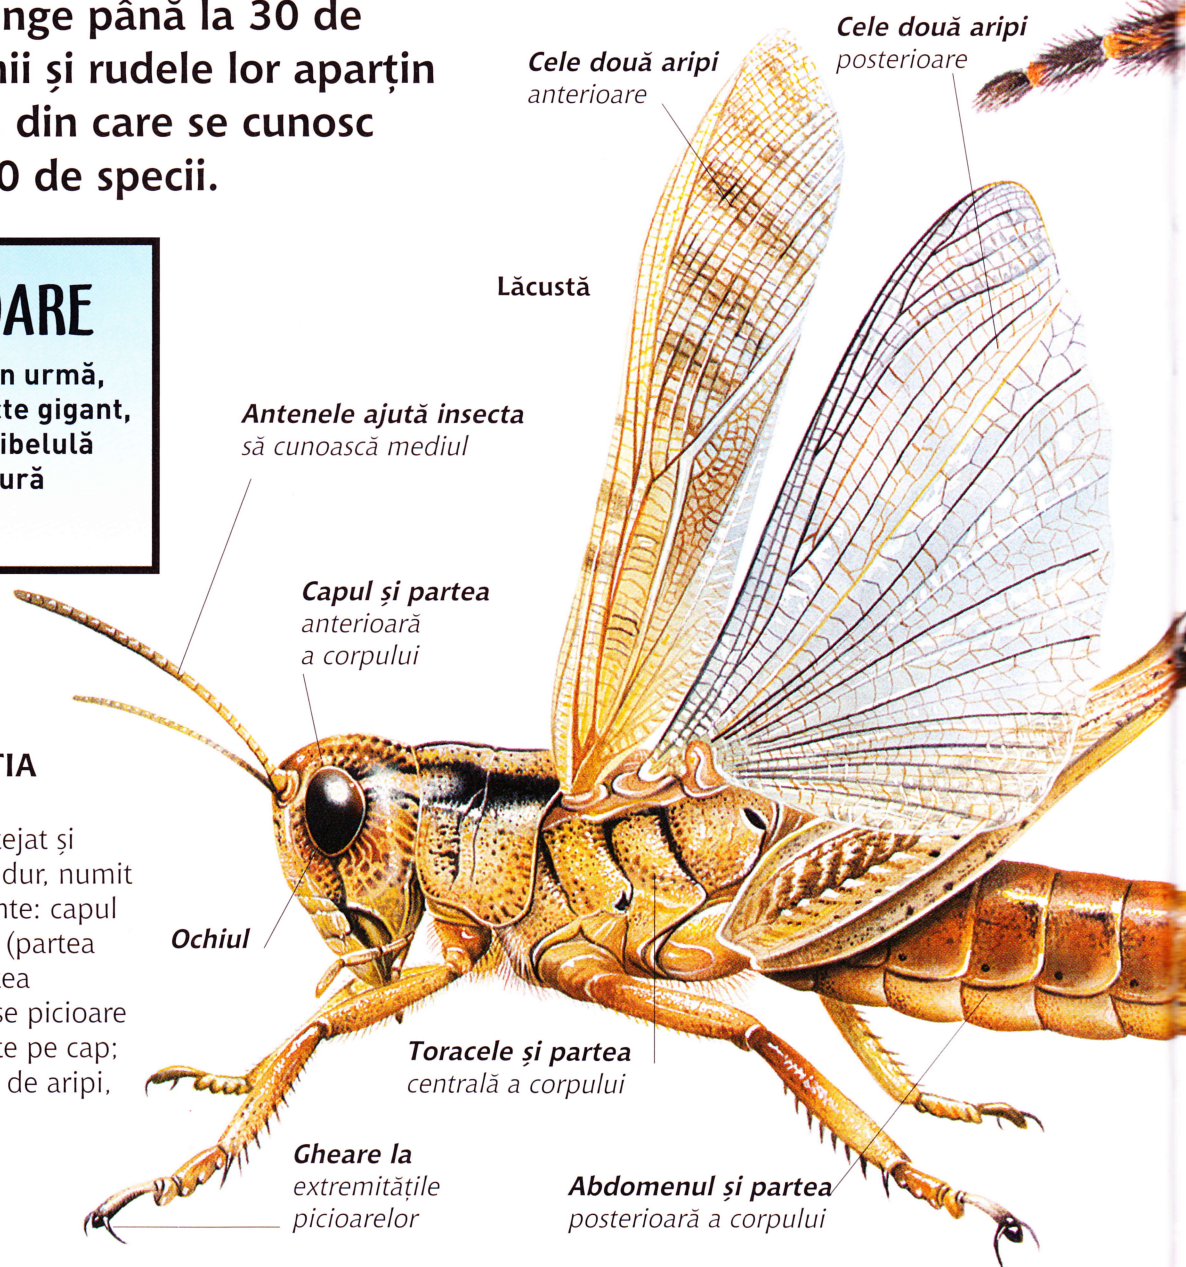 nge până la 30 de
nii și rudele lor aparțin
din care se cunosc
0 de specii.
Cele două aripi
anterioare
Cele două aripi
posterioare
Lăcustă
OARE
n urmă,
te gigant,
ibelulă
ură
Antenele ajută insecta
să cunoască mediul
Capul și partea
anterioară
a corpului
TIA
ejat și
dur, numit
nte: capul
(partea
ea
se picioare
te pe cap;
de aripi,
Ochiul
Toracele și partea
centrală a corpului
Gheare la
extremitățile
picioarelor
Abdomenul și partea
posterioară a corpului